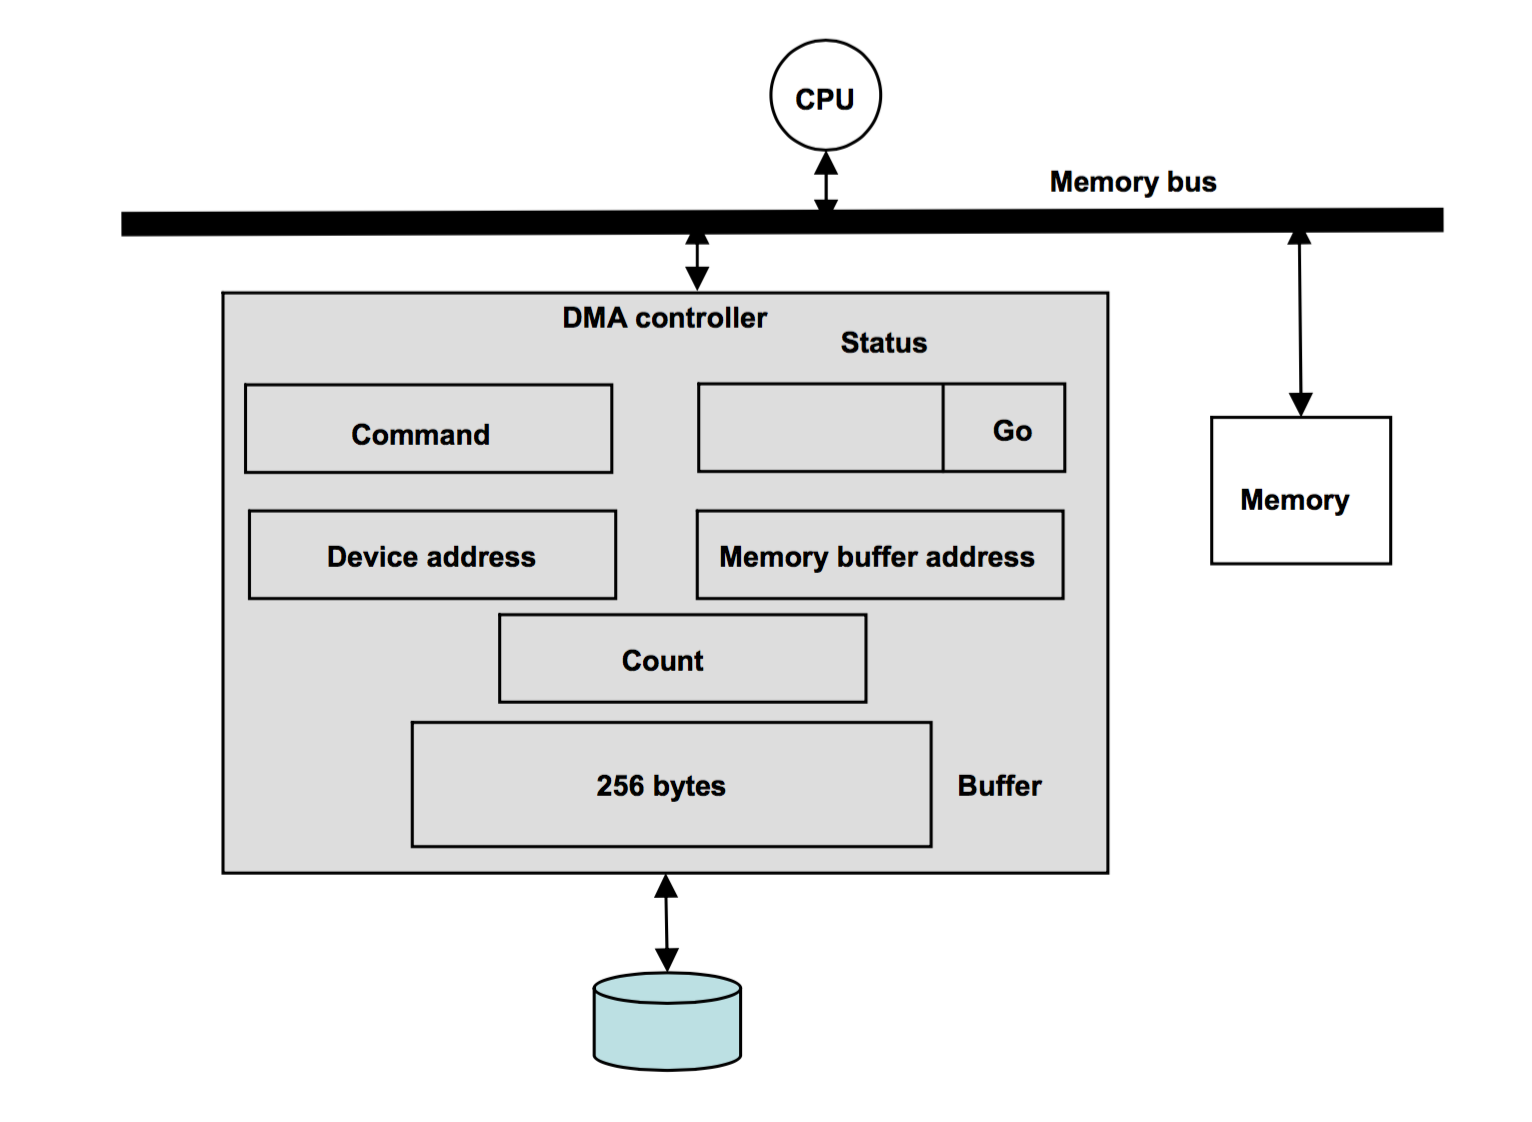 CPU
Memory bus
DMA controller
Status
Command
Go
Memory
Device address
Memory buffer address
Count
256 bytes
Buffer